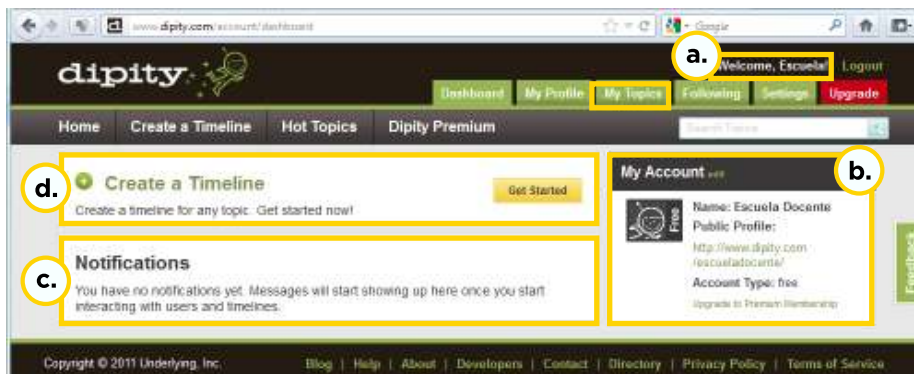 www.dipity.com/account/dashboard
Google
a.
Welcome, Escuela! Logout
dipity
Dashboard My Profile My Topics Following Settings Upgrade
Home Create a Timeline Hot Topics Dipity Premium
Search Topics
d.
Create a Timeline
Get Started
Create a timeline for any topic. Get started now!
My Account edit
b.
Free
Name: Escuela Docente
Public Profile:
http://www.dipity.com
/escueladocente/
Account Type: free
Upgrade to Premium Membership
c.
Notifications
You have no notifications yet. Messages will start showing up here once you start
interacting with users and timelines.
Feedback
Copyright © 2011 Underlying, Inc. Blog | Help | About | Developers | Contact | Directory | Privacy Policy | Terms of Service